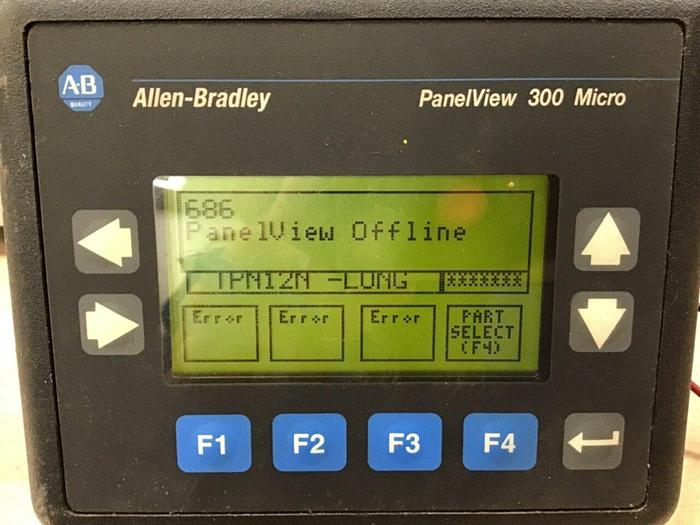 A·B
QUALITY
Allen-Bradley
PanelView 300 Micro
686
PanelView Offline
TPN12N -LONG *******
Error Error Error PART
SELECT
(F4)
F1 F2 F3 F4